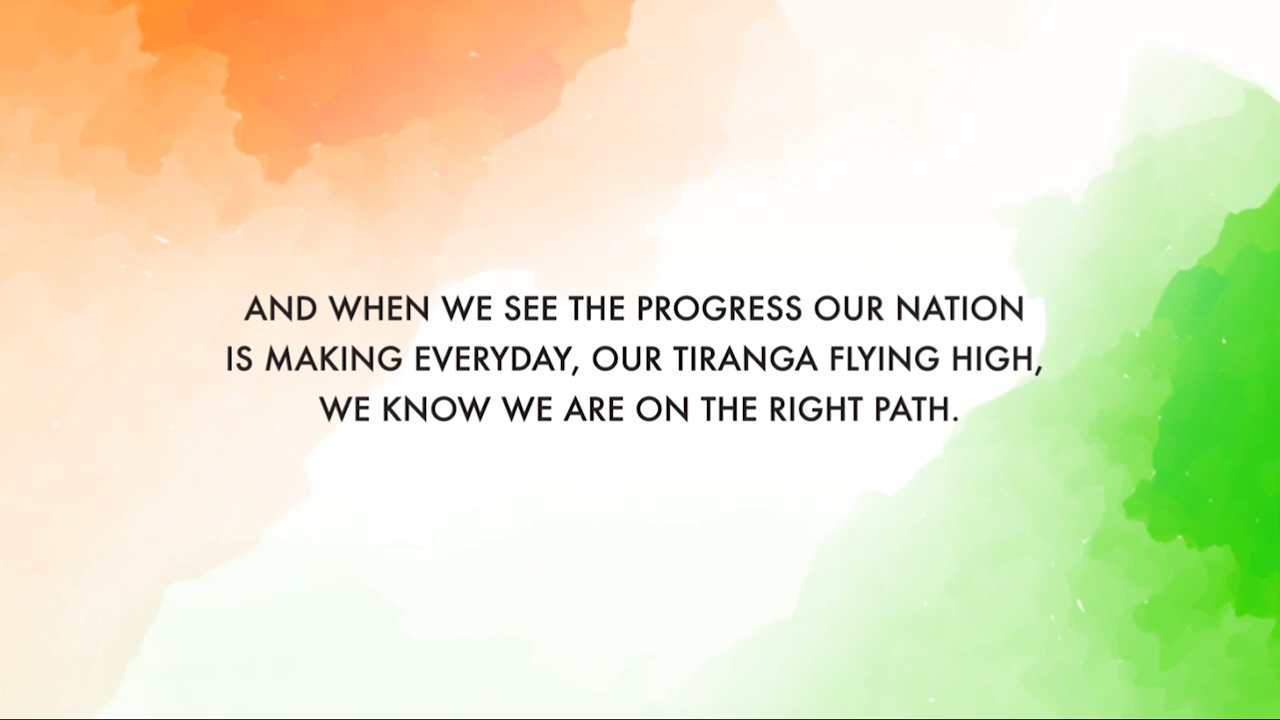 AND WHEN WE SEE THE PROGRESS OUR NATION
IS MAKING EVERYDAY, OUR TIRANGA FLYING HIGH,
WE KNOW WE ARE ON THE RIGHT PATH.